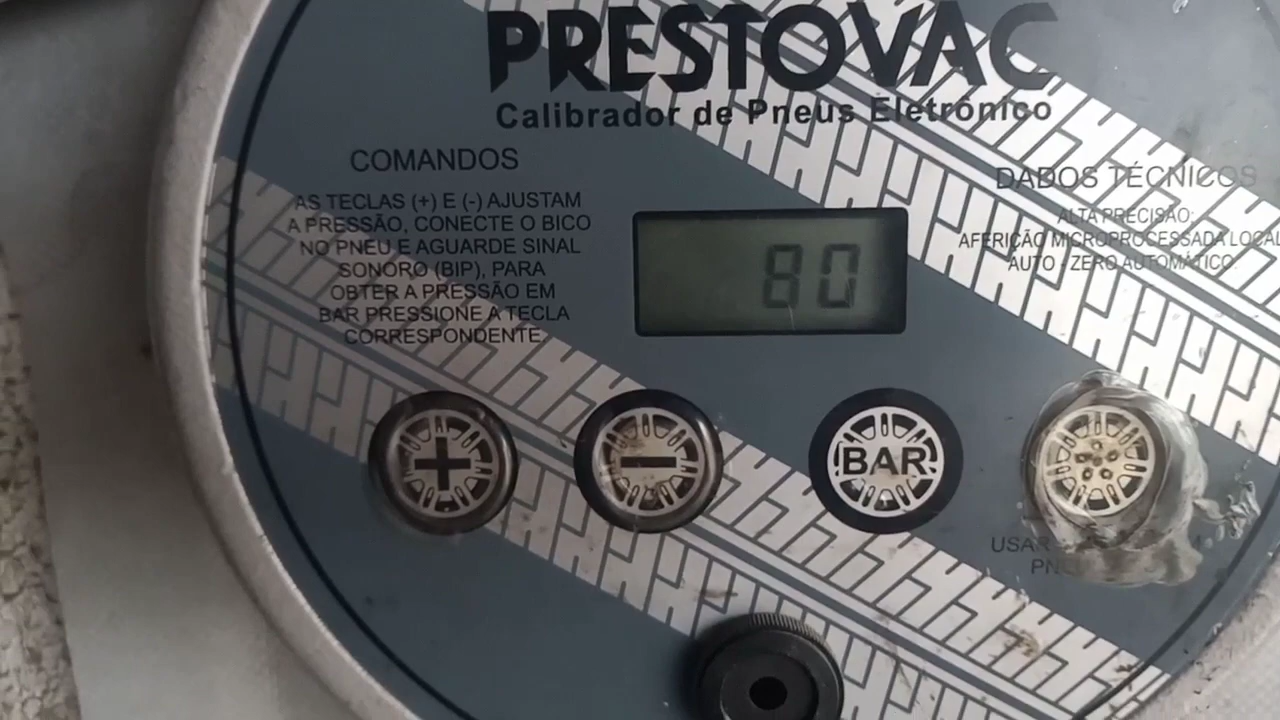 PRESTOVAC
Calibrador de Pneus Eletrônico
COMANDOS
AS TECLAS (+) E (-) AJUSTAM
A PRESSÃO, CONECTE O BICO
NO PNEU E AGUARDE SINAL
SONORO (BIP), PARA
OBTER A PRESSÃO EM
BAR PRESSIONE A TECLA
CORRESPONDENTE.
80
DADOS TÉCNICOS
ALTA PRECISÃO:
AFERIÇÃO MICROPROCESSADA LOCAL
AUTO - ZERO AUTOMÁTICO.
+
-
BAR
USAR